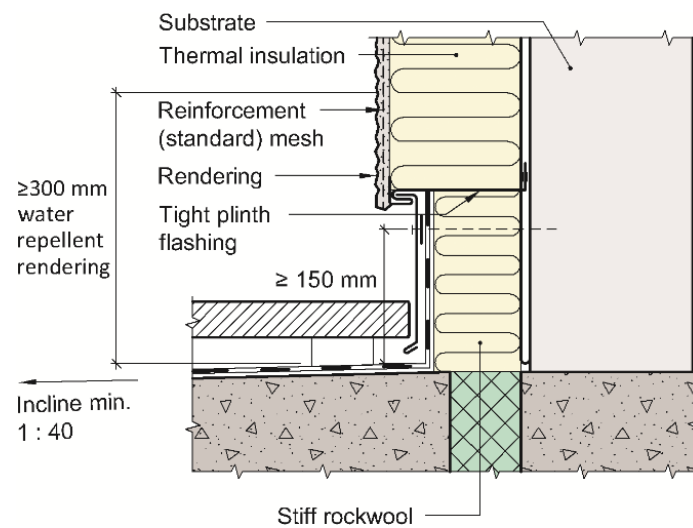 Substrate
Thermal insulation
Reinforcement
(standard) mesh
Rendering
Tight plinth
flashing
≥300 mm
water
repellent
rendering
≥ 150 mm
Incline min.
1 : 40
Stiff rockwool